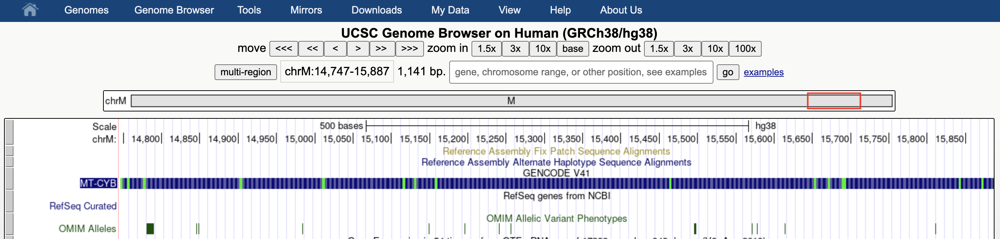 Genomes Genome Browser Tools Mirrors Downloads My Data View Help About Us
UCSC Genome Browser on Human (GRCh38/hg38)
move <<< << < > >> >>> zoom in 1.5x 3x 10x base zoom out 1.5x 3x 10x 100x
multi-region chrM:14,747-15,887 1,141 bp. gene, chromosome range, or other position, see examples go examples
chrM M
Scale 500 bases hg38
chrM: 14,800 14,850 14,900 14,950 15,000 15,050 15,100 15,150 15,200 15,250 15,300 15,350 15,400 15,450 15,500 15,550 15,600 15,650 15,700 15,750 15,800 15,850
Reference Assembly Fix Patch Sequence Alignments
Reference Assembly Alternate Haplotype Sequence Alignments
GENCODE V41
MT-CYB
RefSeq genes from NCBI
RefSeq Curated
OMIM Allelic Variant Phenotypes
OMIM Alleles